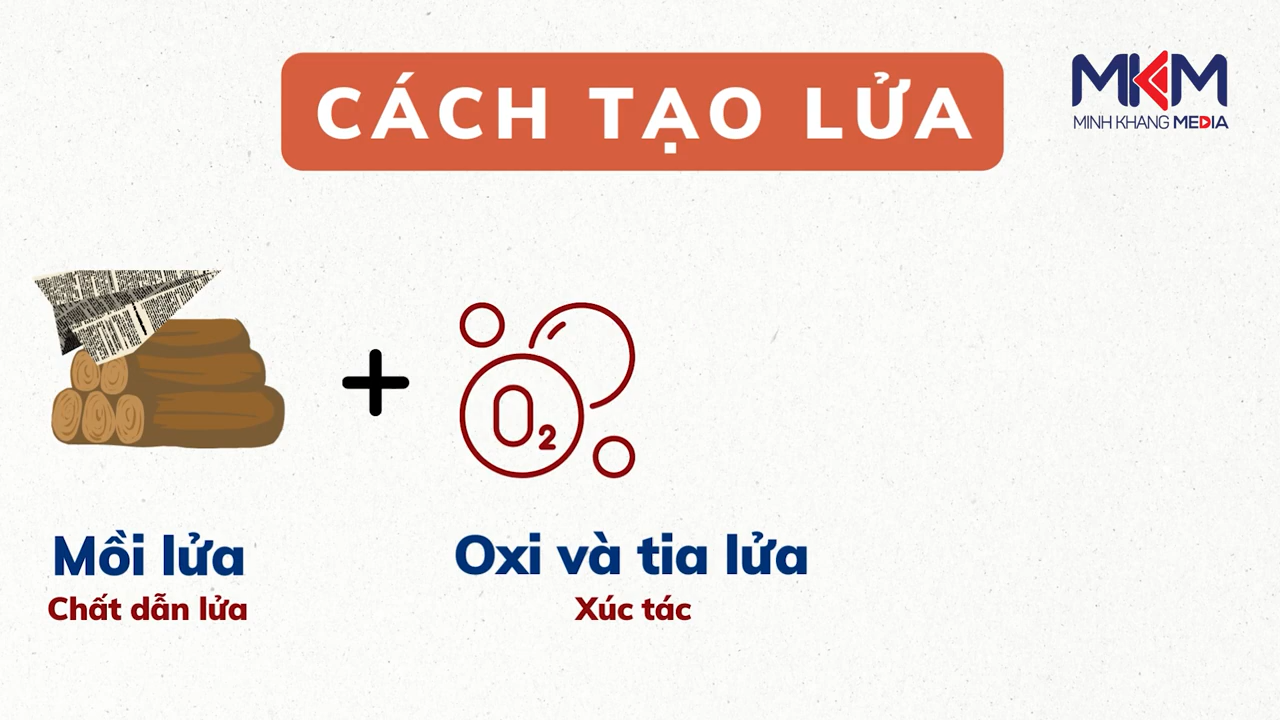 CÁCH TẠO LỬA
MKM
MINH KHANG MEDIA
O₂
Mồi lửa
Oxi và tia lửa
Chất dẫn lửa
Xúc tác